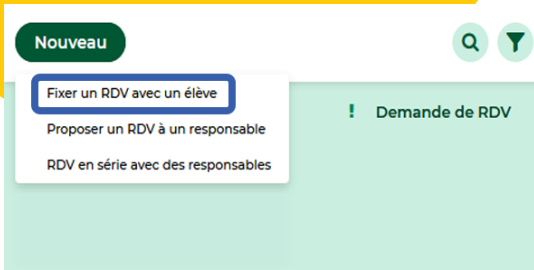 Nouveau
Fixer un RDV avec un élève
Proposer un RDV à un responsable
RDV en série avec des responsables
! Demande de RDV